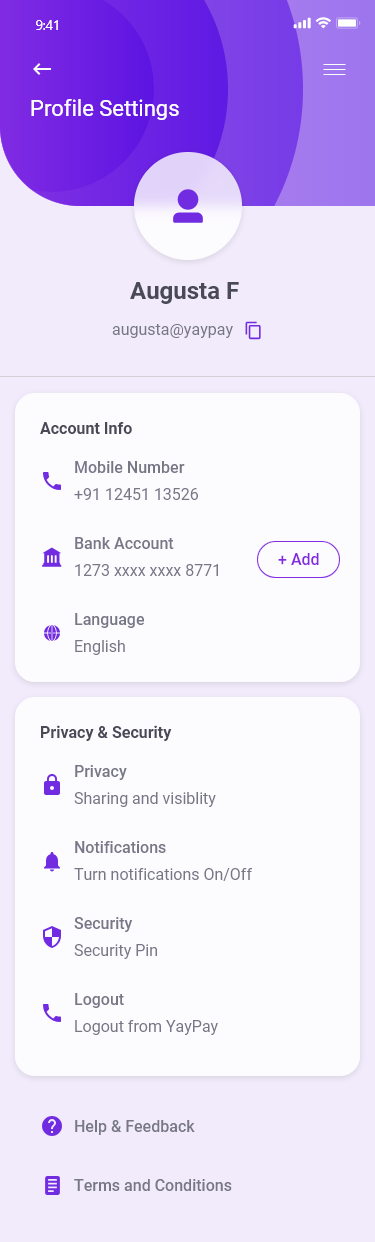 9:41
Profile Settings
Augusta F
augusta@yaypay
Account Info
Mobile Number
+91 12451 13526
Bank Account
1273 xxxx xxxx 8771
+ Add
Language
English
Privacy & Security
Privacy
Sharing and visiblity
Notifications
Turn notifications On/Off
Security
Security Pin
Logout
Logout from YayPay
Help & Feedback
Terms and Conditions